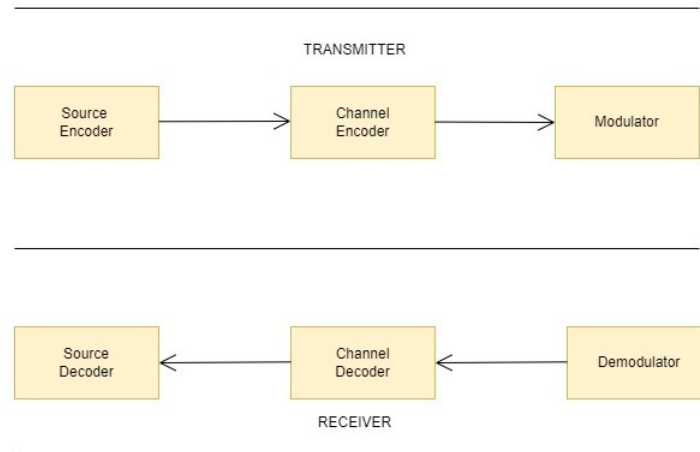 TRANSMITTER
Source
Encoder
Channel
Encoder
Modulator
Source
Decoder
Channel
Decoder
Demodulator
RECEIVER